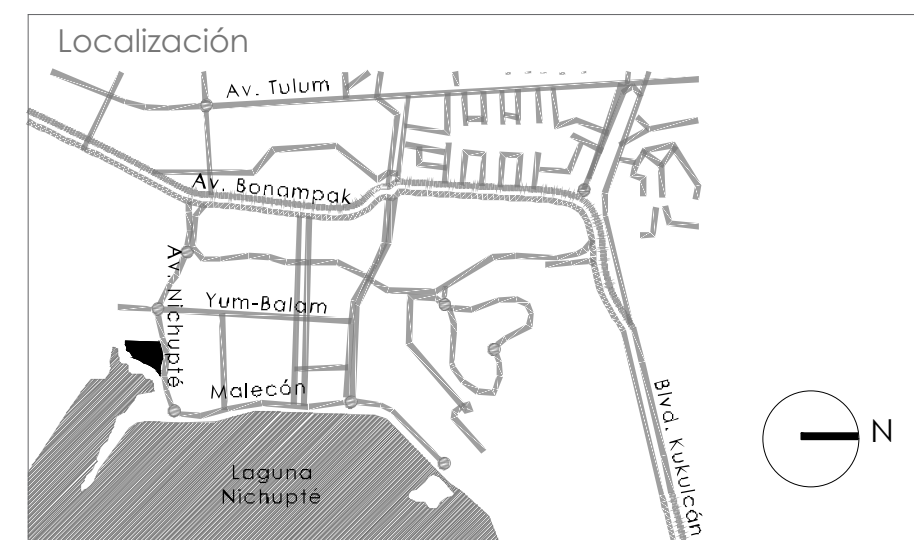 Localización
Av. Tulum
Av. Bonampak
Av. Nichupté
Yum-Balam
Malecón
Blvd. Kukulcán
N
Laguna
Nichupté